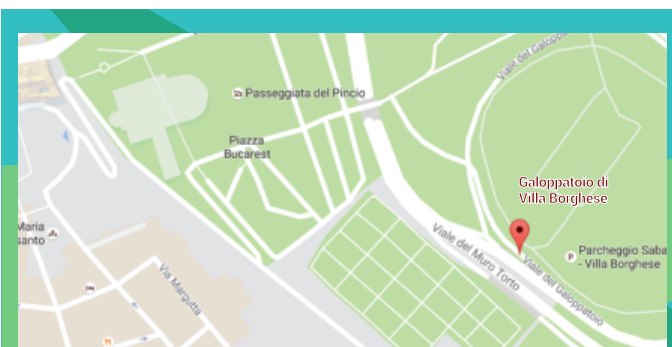 Viale del Galopp
Passeggiata del Pincio
Piazza
Bucarest
Galoppatoio di
Villa Borghese
Maria
santo
Viale del Muro Torto
Parcheggio Saba
- Villa Borghese
P
Viale del Galoppatoio
Via Margutta